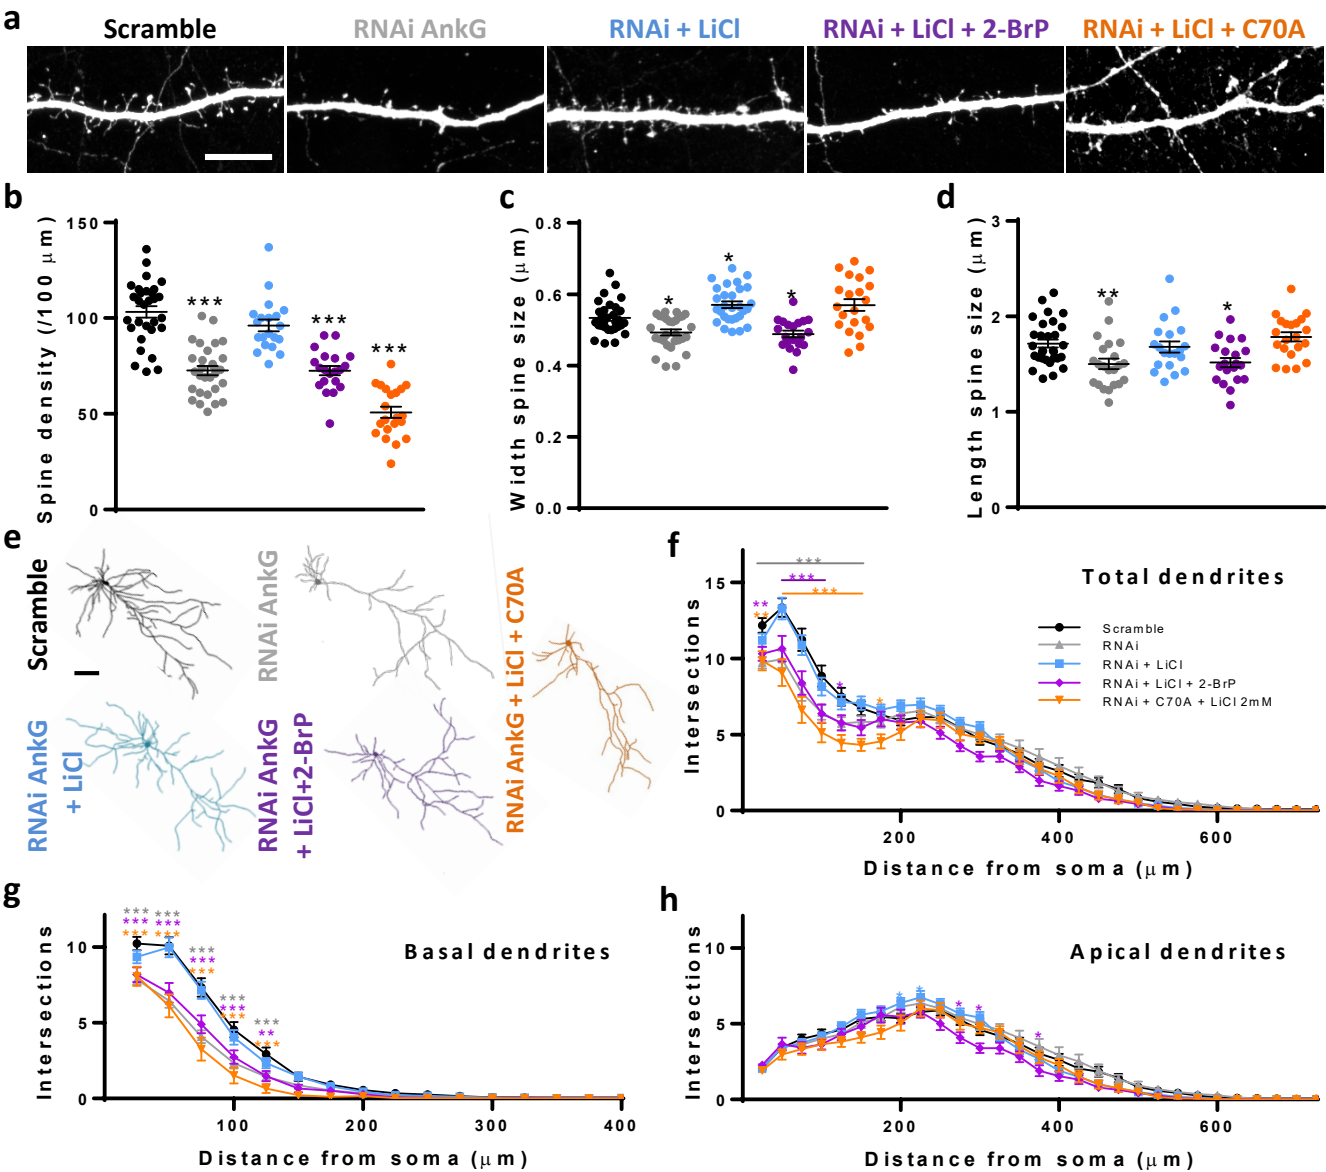 a
Scramble
RNAi AnkG
RNAi + LiCl
RNAi + LiCl + 2-BrP
RNAi + LiCl + C70A
b
Spine density (/100 μm)
150
100
50
0
***
***
***
c
Width spine size (μm)
0.8
0.6
0.4
0.2
0.0
*
*
*
d
Length spine size (μm)
3
2
1
0
**
*
e
Scramble
RNAi AnkG
RNAi AnkG + LiCl + C70A
RNAi AnkG
+ LiCl
RNAi AnkG
+ LiCl+2-BrP
f
Total dendrites
Intersections
15
10
5
0
***
***
***
**
**
*
*
Scramble
RNAi
RNAi + LiCl
RNAi + LiCl + 2-BrP
RNAi + C70A + LiCl 2mM
200
400
600
Distance from soma (μm)
g
Basal dendrites
Intersections
10
5
0
*** *** *** *** ***
*** *** *** *** **
*** *** *** *** ***
100
200
300
400
Distance from soma (μm)
h
Apical dendrites
Intersections
10
5
0
* * * * *
200
400
600
Distance from soma (μm)